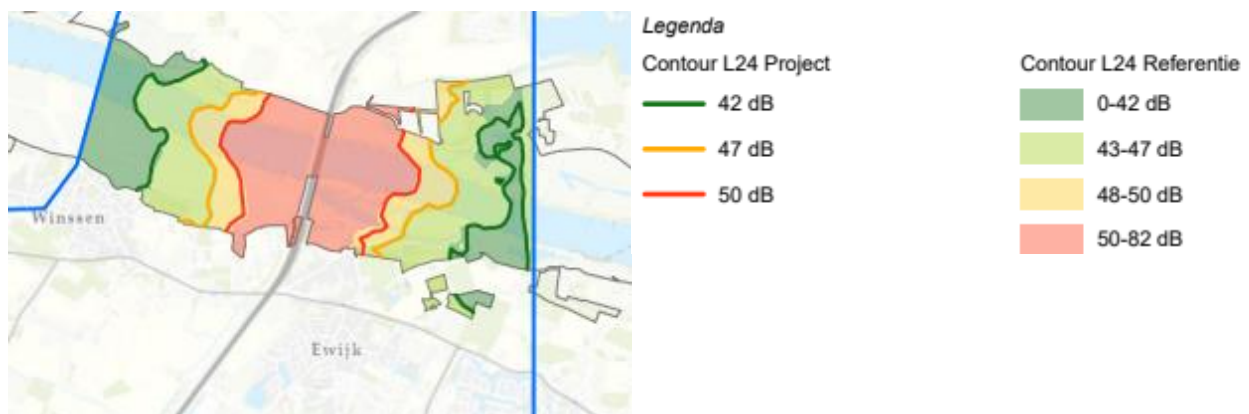 Winssen
Ewijk
Legenda
Contour L24 Project
42 dB
47 dB
50 dB
Contour L24 Referentie
0-42 dB
43-47 dB
48-50 dB
50-82 dB